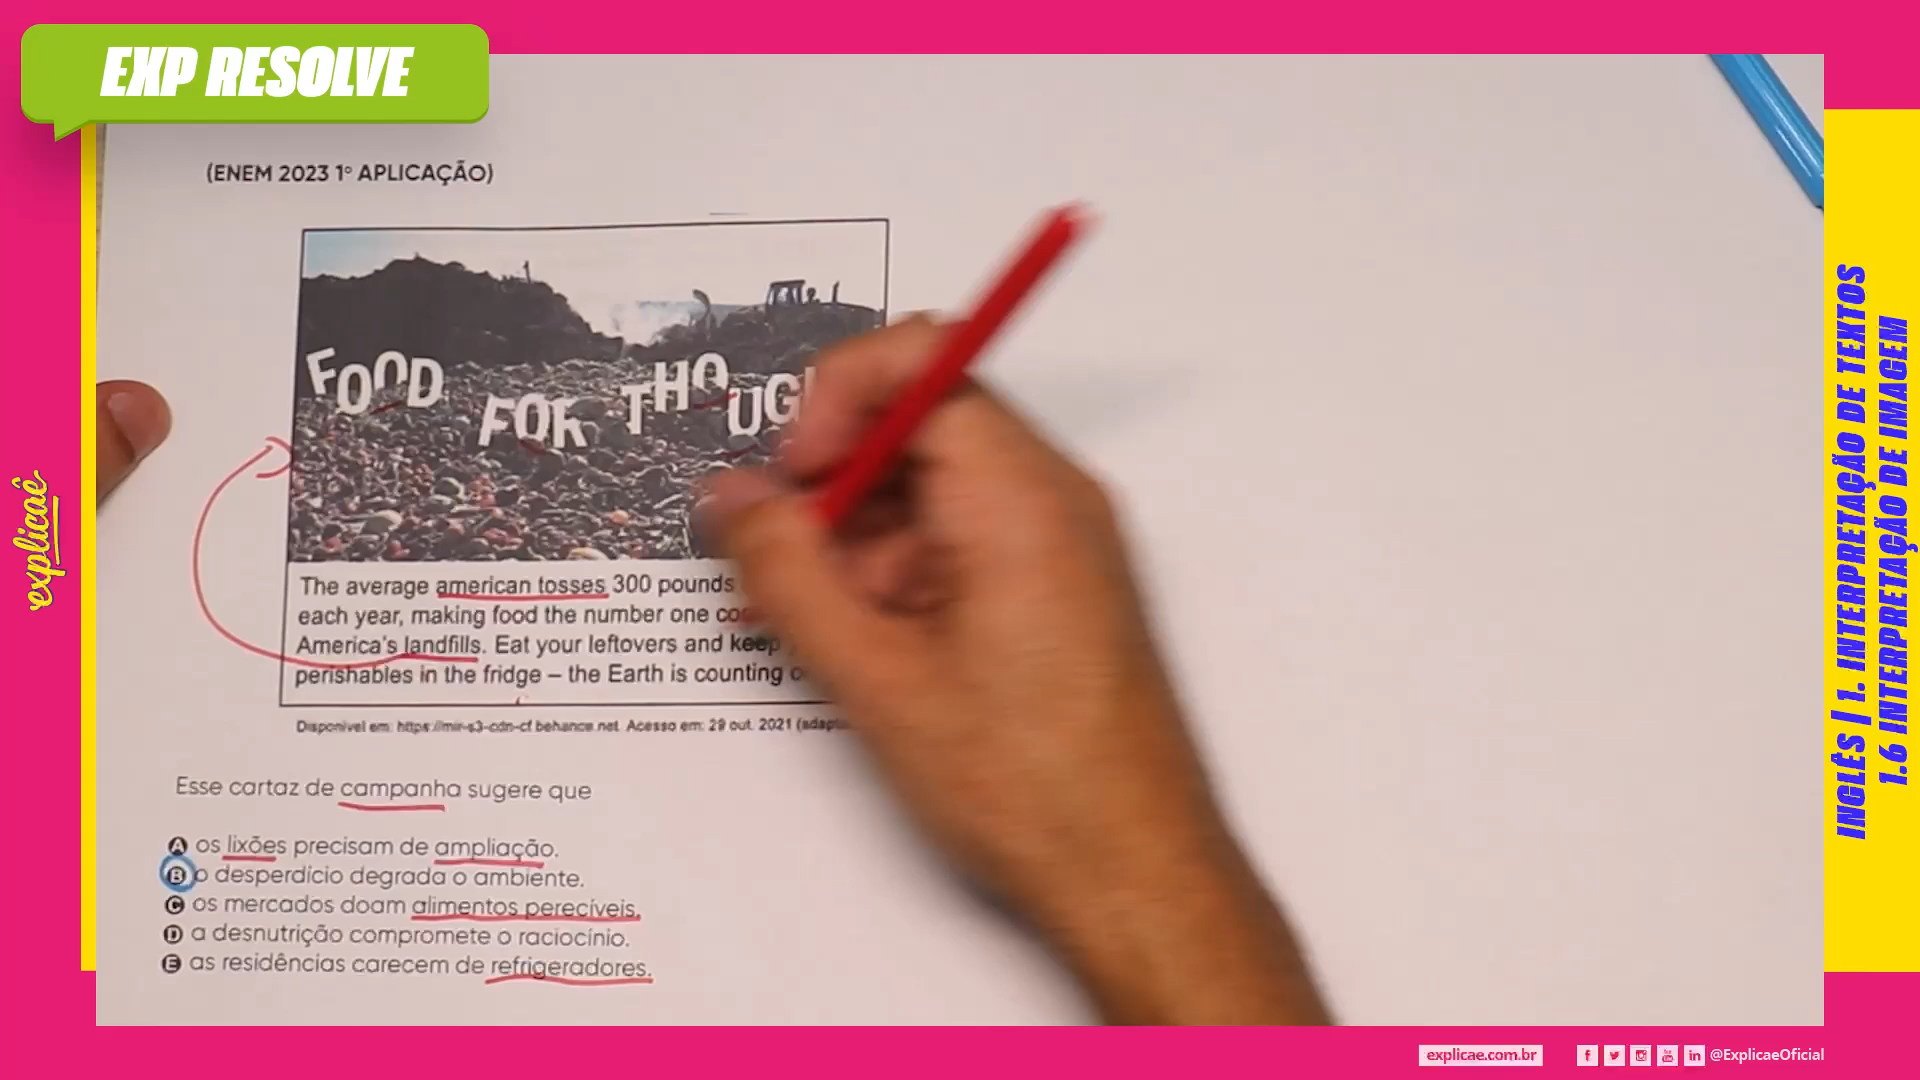 EXP RESOLVE
(ENEM 2023 1º APLICAÇÃO)
FOOD FOR
The average american tosses 300 pounds
each year, making food the number one
America's landfills. Eat your leftovers and keep
perishables in the fridge – the Earth is counting
Disponível em: https://mir-s3-cdn-cf.behance.net. Acesso em: 29 out. 2021
Esse cartaz de campanha sugere que
A os lixões precisam de ampliação.
B o desperdício degrada o ambiente.
C os mercados doam alimentos perecíveis.
D a desnutrição compromete o raciocínio.
E as residências carecem de refrigeradores.
explicaê
INGLÊS | 1. INTERPRETAÇÃO DE TEXTOS
1.6 INTERPRETAÇÃO DE IMAGEM
explicae.com.br
@ExplicaeOficial